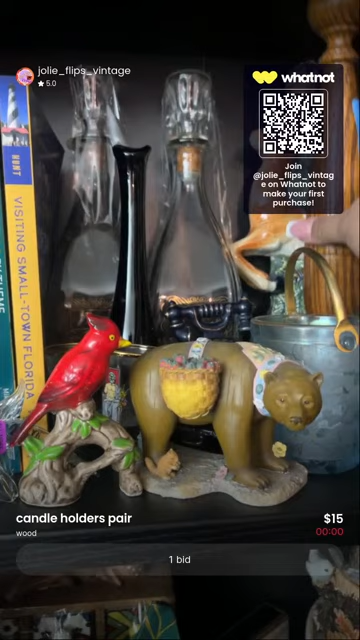 jolie_flips_vintage
★ 5.0
whatnot
Join
@jolie_flips_vintag
e on Whatnot to
make your first
purchase!
HUNT
VISITING SMALL-TOWN FLORIDA
candle holders pair
$15
wood
00:00
1 bid